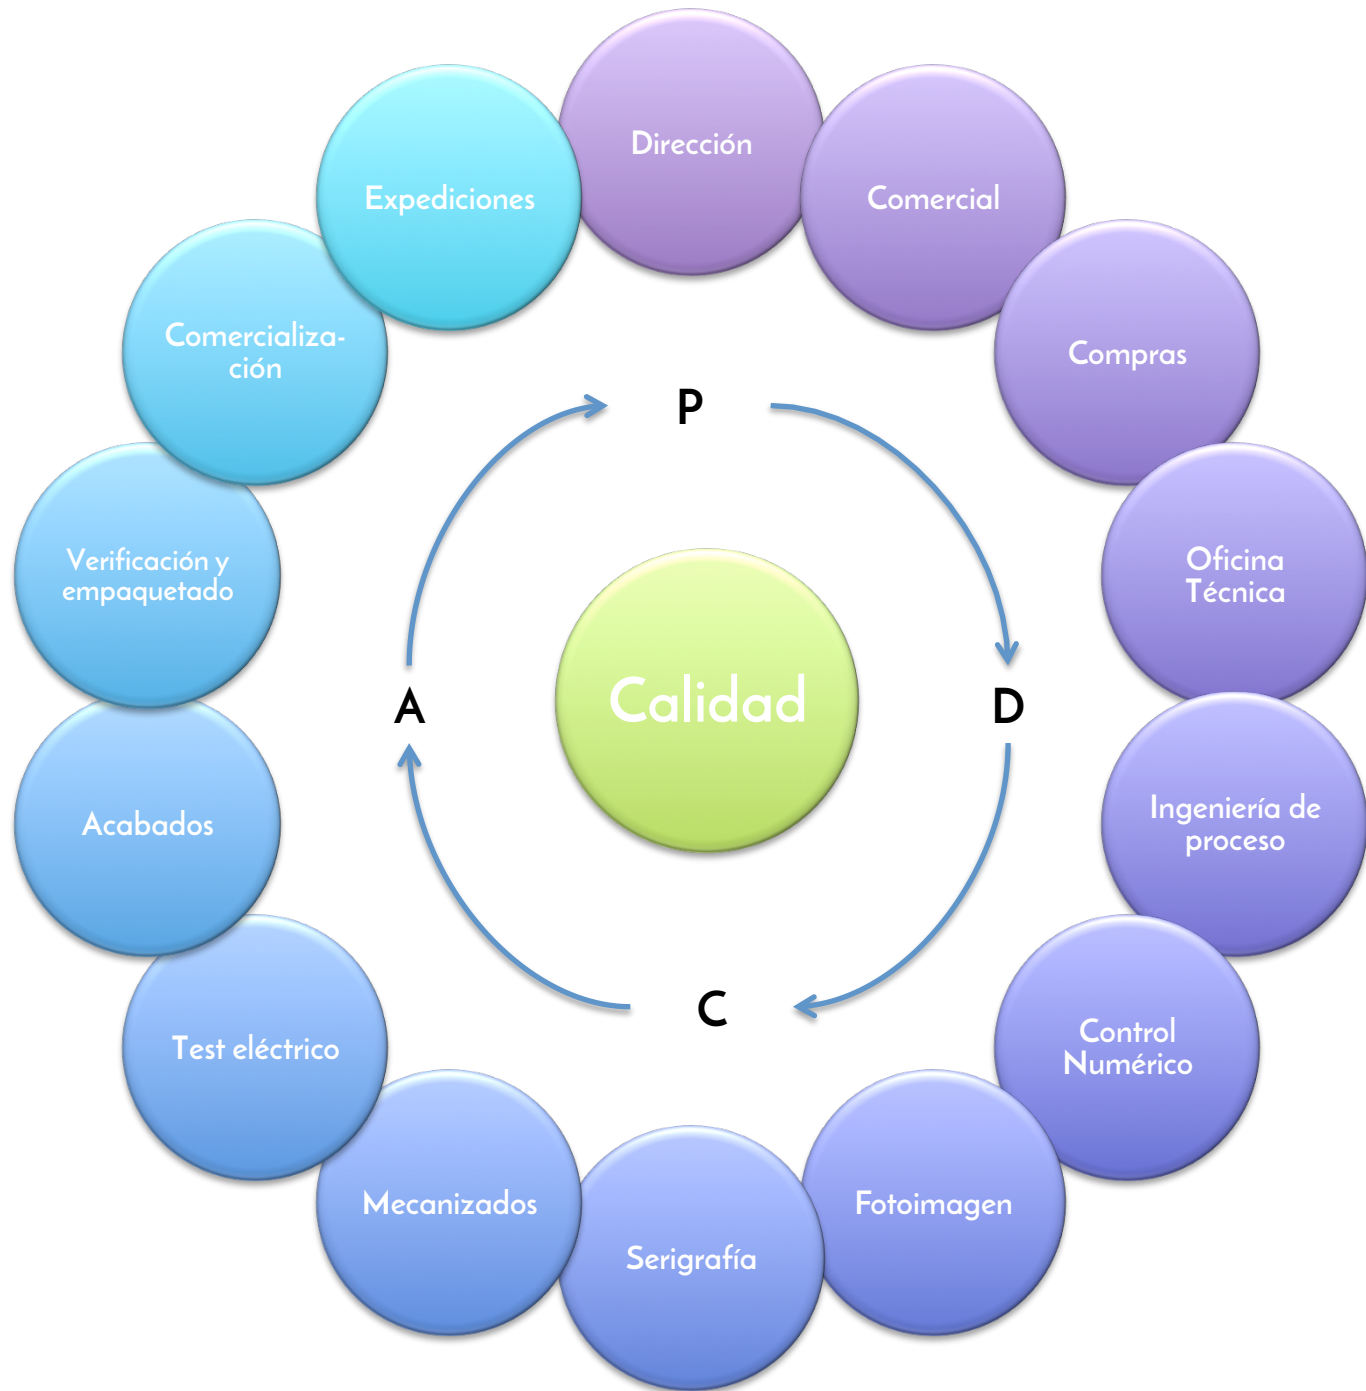 Dirección
Comercial
Compras
Oficina
Técnica
Ingeniería de
proceso
Control
Numérico
Fotoimagen
Serigrafía
Mecanizados
Test eléctrico
Acabados
Verificación y
empaquetado
Comercializa-
ción
Expediciones
P
D
C
A
Calidad